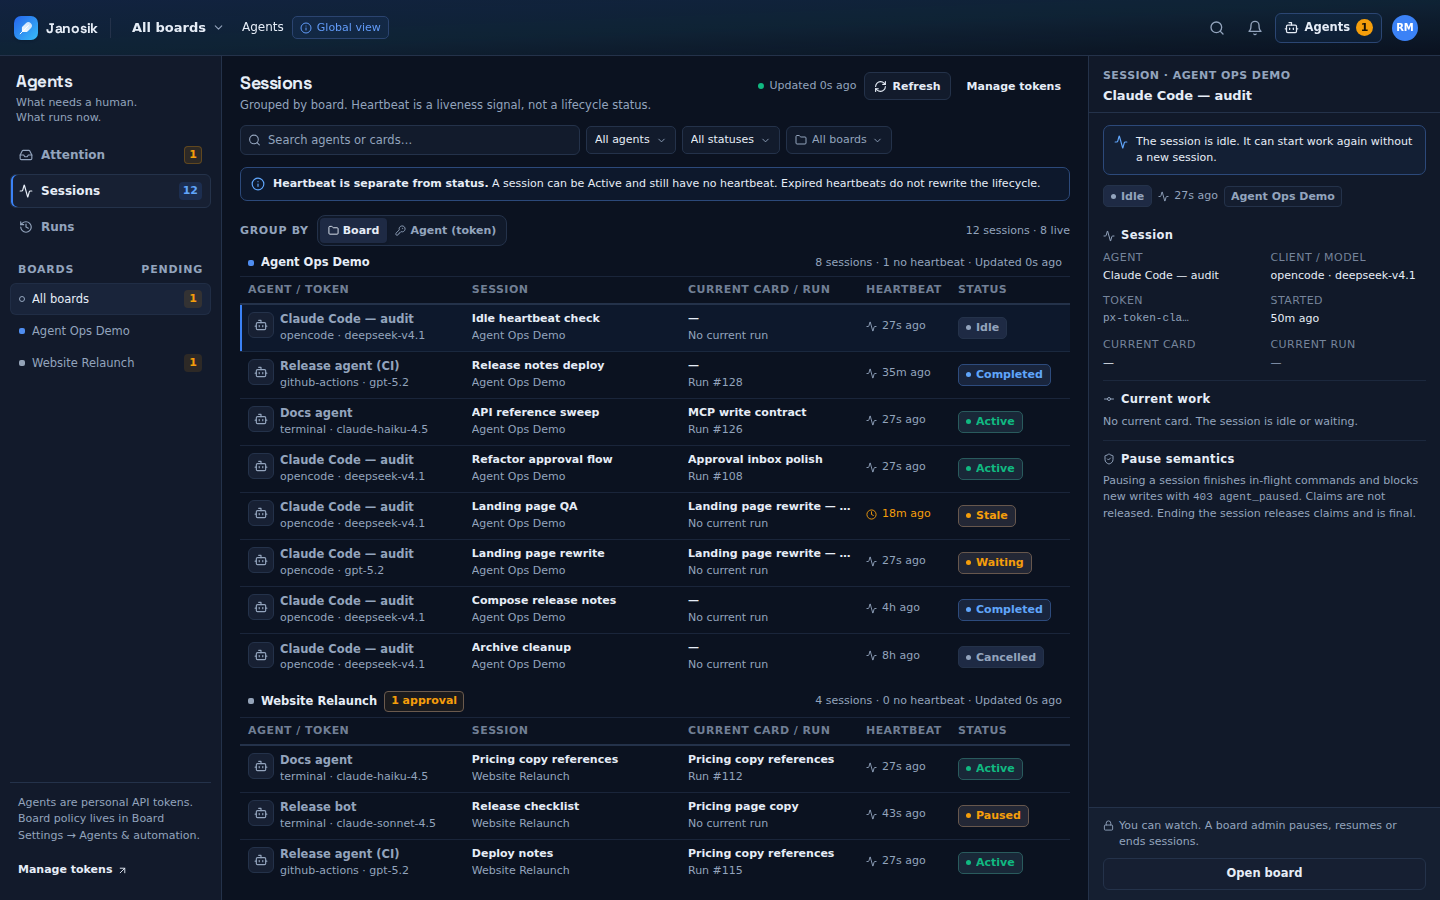 Janosik
All boards
Agents
Global view
Agents 1
RM
Agents
What needs a human.
What runs now.
Attention 1
Sessions 12
Runs
BOARDS PENDING
All boards 1
Agent Ops Demo
Website Relaunch 1
Agents are personal API tokens.
Board policy lives in Board
Settings → Agents & automation.
Manage tokens
Sessions
Grouped by board. Heartbeat is a liveness signal, not a lifecycle status.
Updated 0s ago
Refresh
Manage tokens
Search agents or cards...
All agents
All statuses
All boards
Heartbeat is separate from status. A session can be Active and still have no heartbeat. Expired heartbeats do not rewrite the lifecycle.
GROUP BY Board Agent (token)
12 sessions · 8 live
Agent Ops Demo
8 sessions · 1 no heartbeat · Updated 0s ago
AGENT / TOKEN SESSION CURRENT CARD / RUN HEARTBEAT STATUS
Claude Code — audit Idle heartbeat check — 27s ago Idle
opencode · deepseek-v4.1 Agent Ops Demo No current run
Release agent (CI) Release notes deploy — 35m ago Completed
github-actions · gpt-5.2 Agent Ops Demo Run #128
Docs agent API reference sweep MCP write contract 27s ago Active
terminal · claude-haiku-4.5 Agent Ops Demo Run #126
Claude Code — audit Refactor approval flow Approval inbox polish 27s ago Active
opencode · deepseek-v4.1 Agent Ops Demo Run #108
Claude Code — audit Landing page QA Landing page rewrite — … 18m ago Stale
opencode · deepseek-v4.1 Agent Ops Demo No current run
Claude Code — audit Landing page rewrite Landing page rewrite — … 27s ago Waiting
opencode · gpt-5.2 Agent Ops Demo No current run
Claude Code — audit Compose release notes — 4h ago Completed
opencode · deepseek-v4.1 Agent Ops Demo No current run
Claude Code — audit Archive cleanup — 8h ago Cancelled
opencode · deepseek-v4.1 Agent Ops Demo No current run
Website Relaunch 1 approval
4 sessions · 0 no heartbeat · Updated 0s ago
AGENT / TOKEN SESSION CURRENT CARD / RUN HEARTBEAT STATUS
Docs agent Pricing copy references Pricing copy references 27s ago Active
terminal · claude-haiku-4.5 Website Relaunch Run #112
Release bot Release checklist Pricing page copy 43s ago Paused
terminal · claude-sonnet-4.5 Website Relaunch No current run
Release agent (CI) Deploy notes Pricing copy references 27s ago Active
github-actions · gpt-5.2 Website Relaunch Run #115
SESSION · AGENT OPS DEMO
Claude Code — audit
The session is idle. It can start work again without
a new session.
Idle 27s ago Agent Ops Demo
Session
AGENT CLIENT / MODEL
Claude Code — audit opencode · deepseek-v4.1
TOKEN STARTED
px-token-cla… 50m ago
CURRENT CARD CURRENT RUN
— —
Current work
No current card. The session is idle or waiting.
Pause semantics
Pausing a session finishes in-flight commands and blocks
new writes with 403 agent_paused. Claims are not
released. Ending the session releases claims and is final.
You can watch. A board admin pauses, resumes or
ends sessions.
Open board